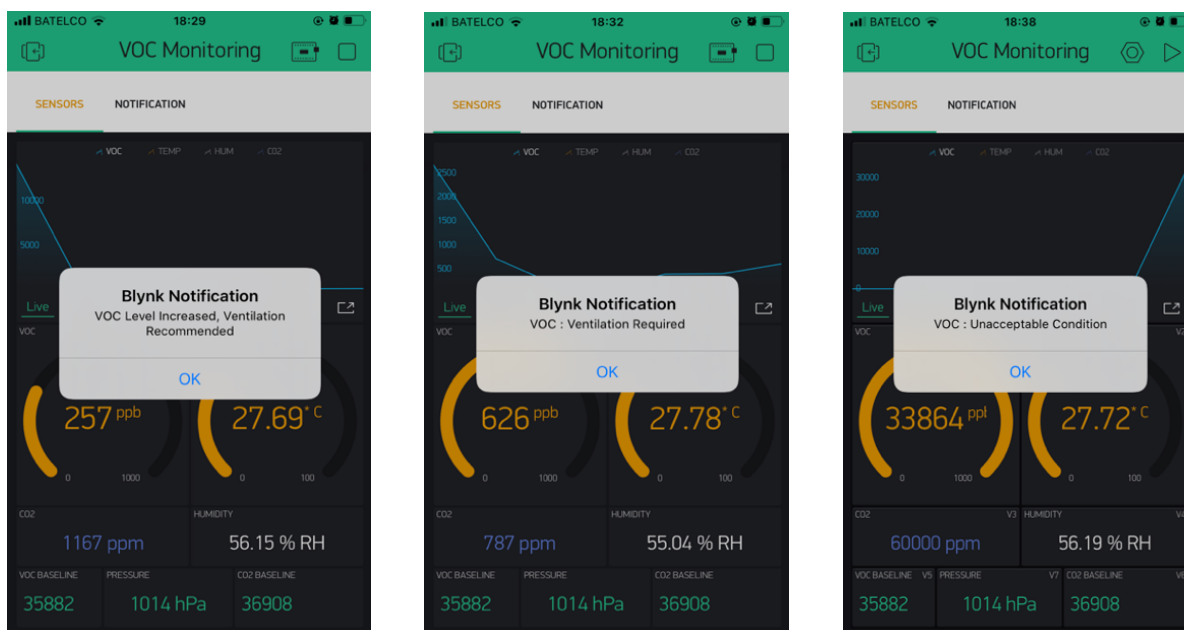 BATELCO 18:29
VOC Monitoring
SENSORS NOTIFICATION
VOC TEMP HUM CO2
10000
5000
Blynk Notification
VOC Level Increased, Ventilation
Recommended
OK
Live
VOC
257 ppb 27.69°C
0 1000 0 100
CO2 HUMIDITY
1167 ppm 56.15 % RH
VOC BASELINE PRESSURE CO2 BASELINE
35882 1014 hPa 36908
BATELCO 18:32
VOC Monitoring
SENSORS NOTIFICATION
VOC TEMP HUM CO2
2500
2000
1500
1000
500
Blynk Notification
VOC : Ventilation Required
OK
Live
VOC
626 ppb 27.78°C
0 1000 0 100
CO2 HUMIDITY
787 ppm 55.04 % RH
VOC BASELINE PRESSURE CO2 BASELINE
35882 1014 hPa 36908
BATELCO 18:38
VOC Monitoring
SENSORS NOTIFICATION
VOC TEMP HUM CO2
30000
20000
10000
0
Blynk Notification
VOC : Unacceptable Condition
OK
Live
VOC
33864 27.72°C
0 1000 0 100
CO2 V3 HUMIDITY
60000 ppm 56.19 % RH
VOC BASELINE V5 PRESSURE V7 CO2 BASELINE
35882 1014 hPa 36908